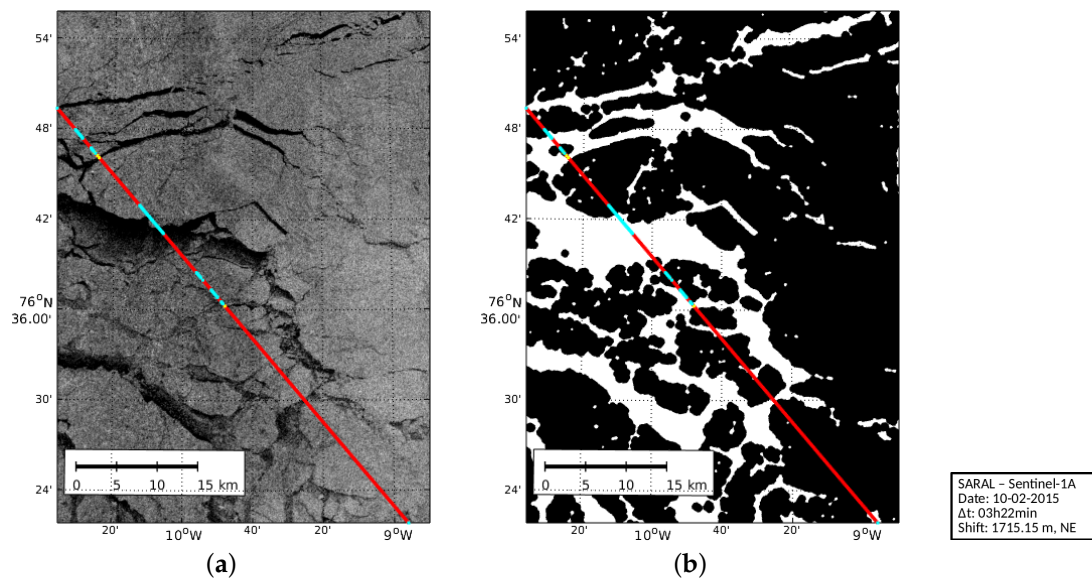 54'
48'
42'
76°N
36.00'
30'
24'
0 5 10 15 km
20' 10°W 40' 20' 9°W
(a)
54'
48'
42'
76°N
36.00'
30'
24'
0 5 10 15 km
20' 10°W 40' 20' 9°W
(b)
SARAL – Sentinel-1A
Date: 10-02-2015
Δt: 03h22min
Shift: 1715.15 m, NE